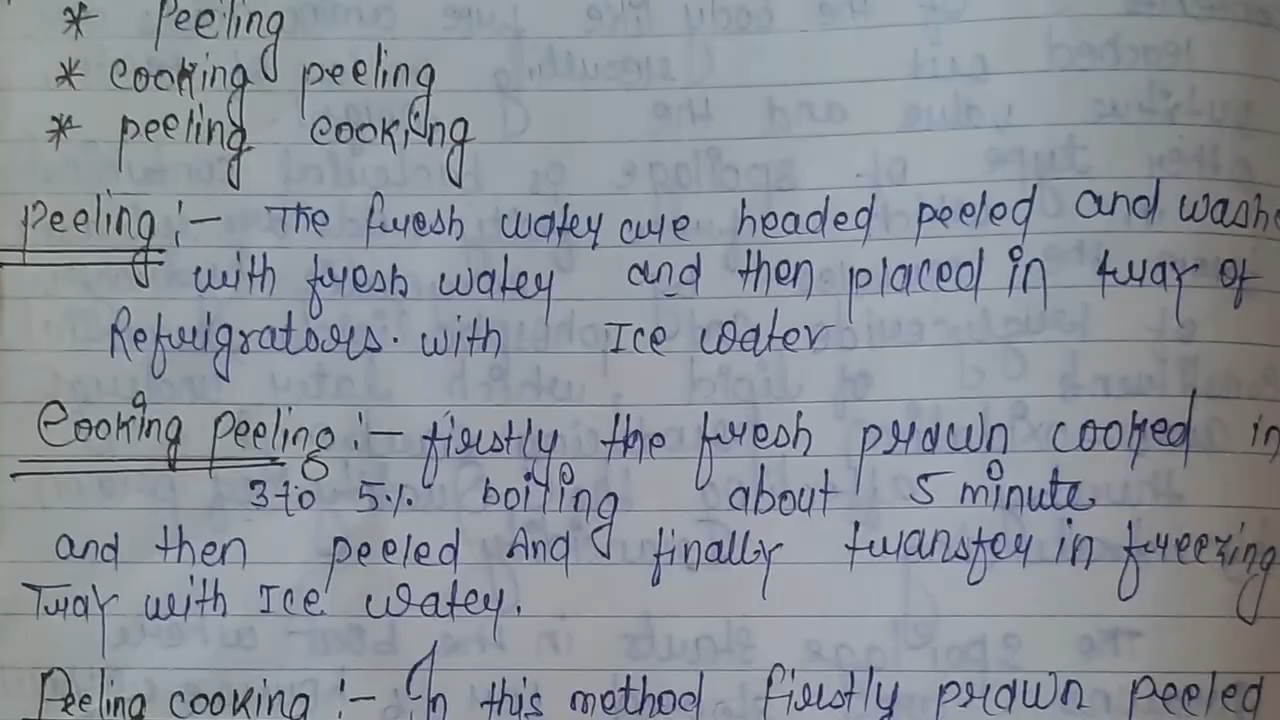 * Peeling
* cooking peeling
* peeling cooking
Peeling :- The fresh water are headed peeled and wash
with fresh water and then placed in tray of
Refrigrators. with Ice water
Cooking Peeling :- firstly the fresh prawn cooked in
3 to 5% boiling about 5 minute
and then peeled And finally transfer in freezing
Tray with Ice water.
Peeling cooking :- In this method firstly prawn peeled